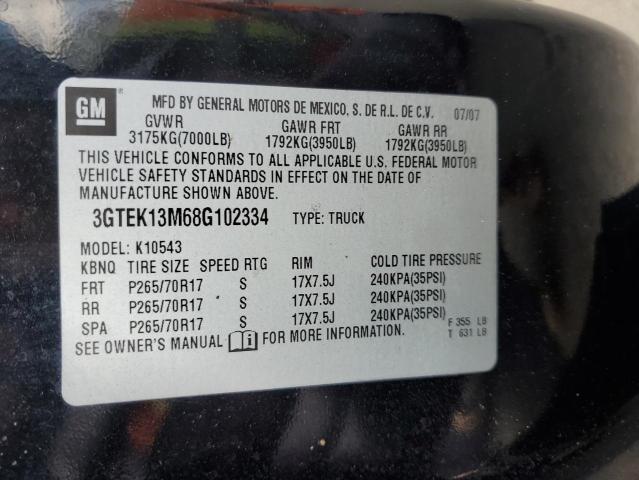 GM ®
MFD BY GENERAL MOTORS DE MEXICO, S. DE R.L. DE C.V. 07/07
GVWR GAWR FRT GAWR RR
3175KG(7000LB) 1792KG(3950LB) 1792KG(3950LB)
THIS VEHICLE CONFORMS TO ALL APPLICABLE U.S. FEDERAL MOTOR
VEHICLE SAFETY STANDARDS IN EFFECT ON THE DATE OF
MANUFACTURE SHOWN ABOVE.
3GTEK13M68G102334 TYPE: TRUCK
MODEL: K10543
KBNQ TIRE SIZE SPEED RTG RIM COLD TIRE PRESSURE
FRT P265/70R17 S 17X7.5J 240KPA(35PSI)
RR P265/70R17 S 17X7.5J 240KPA(35PSI)
SPA P265/70R17 S 17X7.5J 240KPA(35PSI)
SEE OWNER'S MANUAL i FOR MORE INFORMATION.
F 355 LB
T 631 LB